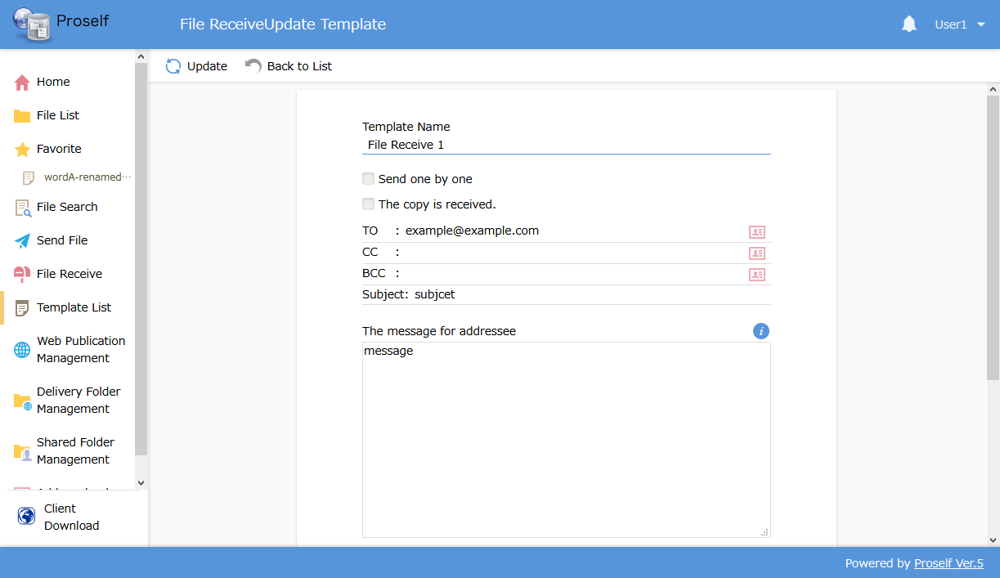 Proself
File ReceiveUpdate Template
User1
Update
Back to List
Home
File List
Favorite
wordA-renamed···
File Search
Send File
File Receive
Template List
Web Publication
Management
Delivery Folder
Management
Shared Folder
Management
Client
Download
Template Name
File Receive 1
Send one by one
The copy is received.
TO : example@example.com
CC :
BCC :
Subject: subjcet
The message for addressee
i
message
Powered by Proself Ver.5